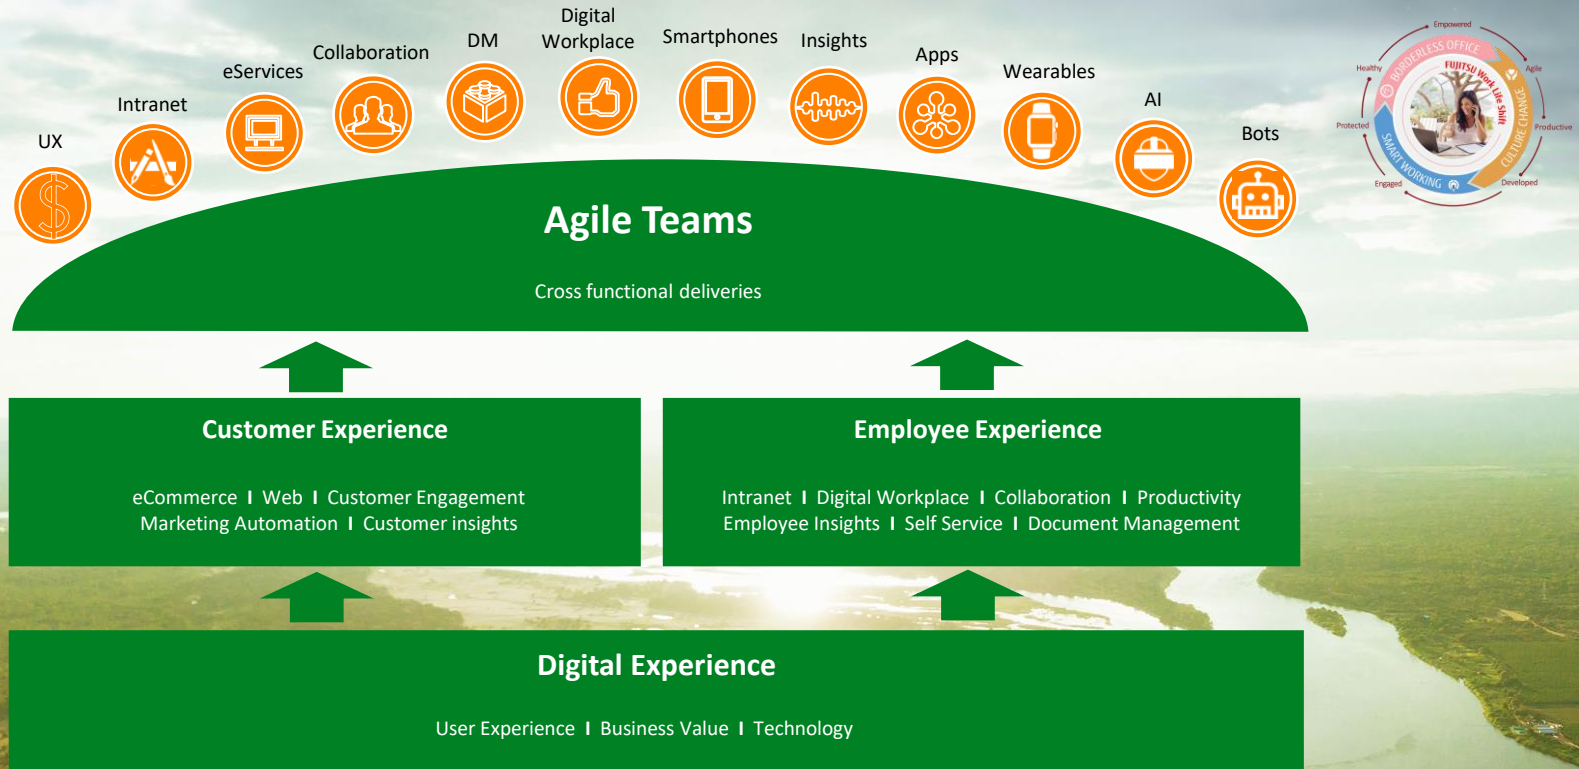 Digital
Workplace
DM
Smartphones
Insights
Collaboration
Apps
eServices
Wearables
Intranet
AI
UX
Bots
Agile Teams
Cross functional deliveries
Customer Experience
eCommerce I Web I Customer Engagement
Marketing Automation I Customer insights
Employee Experience
Intranet I Digital Workplace I Collaboration I Productivity
Employee Insights I Self Service I Document Management
Digital Experience
User Experience I Business Value I Technology
Empowered
Healthy
Agile
Protected
Productive
Engaged
Developed
BORDERLESS OFFICE
CULTURE CHANGE
SMART WORKING
FUJITSU Work Life Shift